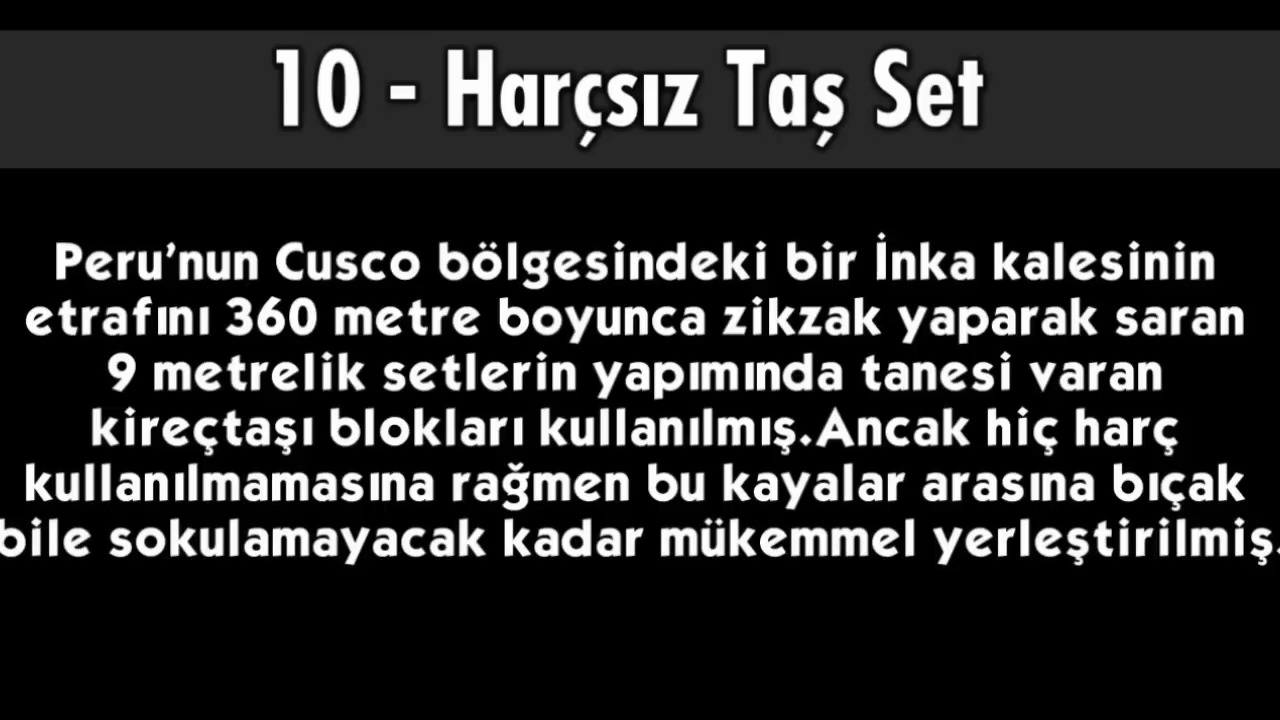 10 - Harçsız Taş Set
Peru'nun Cusco bölgesindeki bir İnka kalesinin
etrafını 360 metre boyunca zikzak yaparak saran
9 metrelik setlerin yapımında tanesi varan
kireçtaşı blokları kullanılmış.Ancak hiç harç
kullanılmamasına rağmen bu kayalar arasına bıçak
bile sokulamayacak kadar mükemmel yerleştirilmiş.